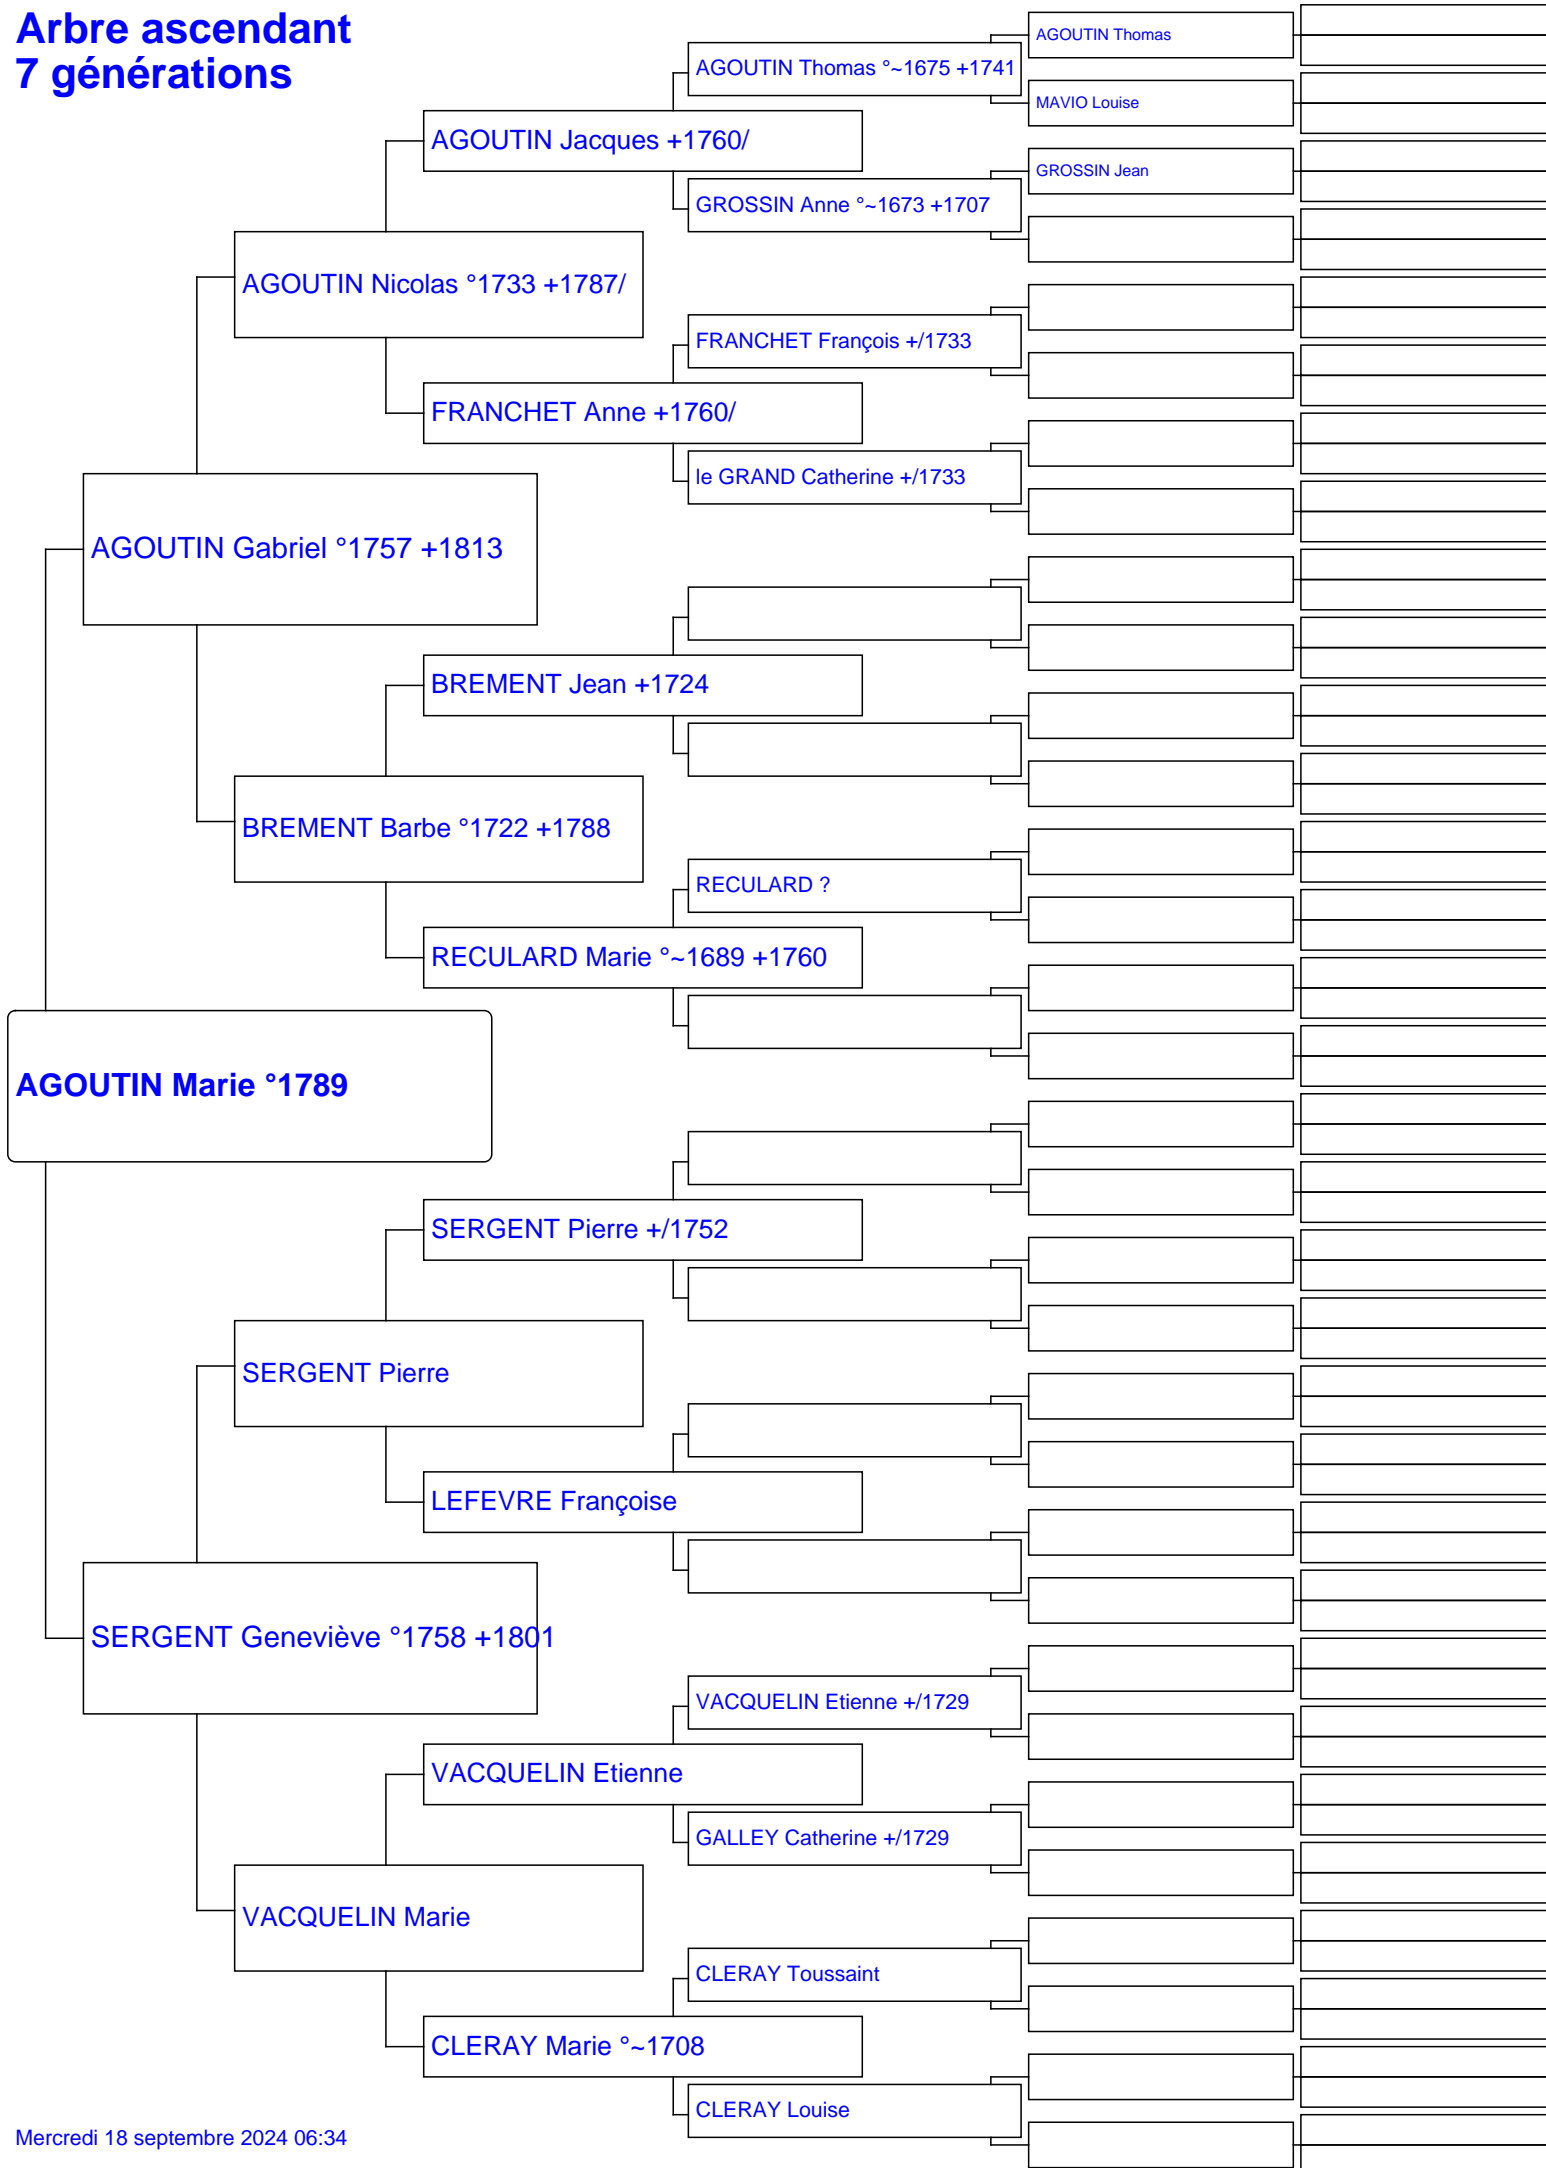 Arbre ascendant
7 générations
AGOUTIN Thomas
AGOUTIN Thomas °~1675 +1741
MAVIO Louise
AGOUTIN Jacques +1760/
GROSSIN Jean
GROSSIN Anne °~1673 +1707
AGOUTIN Nicolas °1733 +1787/
FRANCHET François +/1733
FRANCHET Anne +1760/
le GRAND Catherine +/1733
AGOUTIN Gabriel °1757 +1813
BREMENT Jean +1724
BREMENT Barbe °1722 +1788
RECULARD ?
RECULARD Marie °~1689 +1760
AGOUTIN Marie °1789
SERGENT Pierre +/1752
SERGENT Pierre
LEFEVRE Françoise
SERGENT Geneviève °1758 +1801
VACQUELIN Etienne +/1729
VACQUELIN Etienne
GALLEY Catherine +/1729
VACQUELIN Marie
CLERAY Toussaint
CLERAY Marie °~1708
CLERAY Louise
Mercredi 18 septembre 2024 06:34